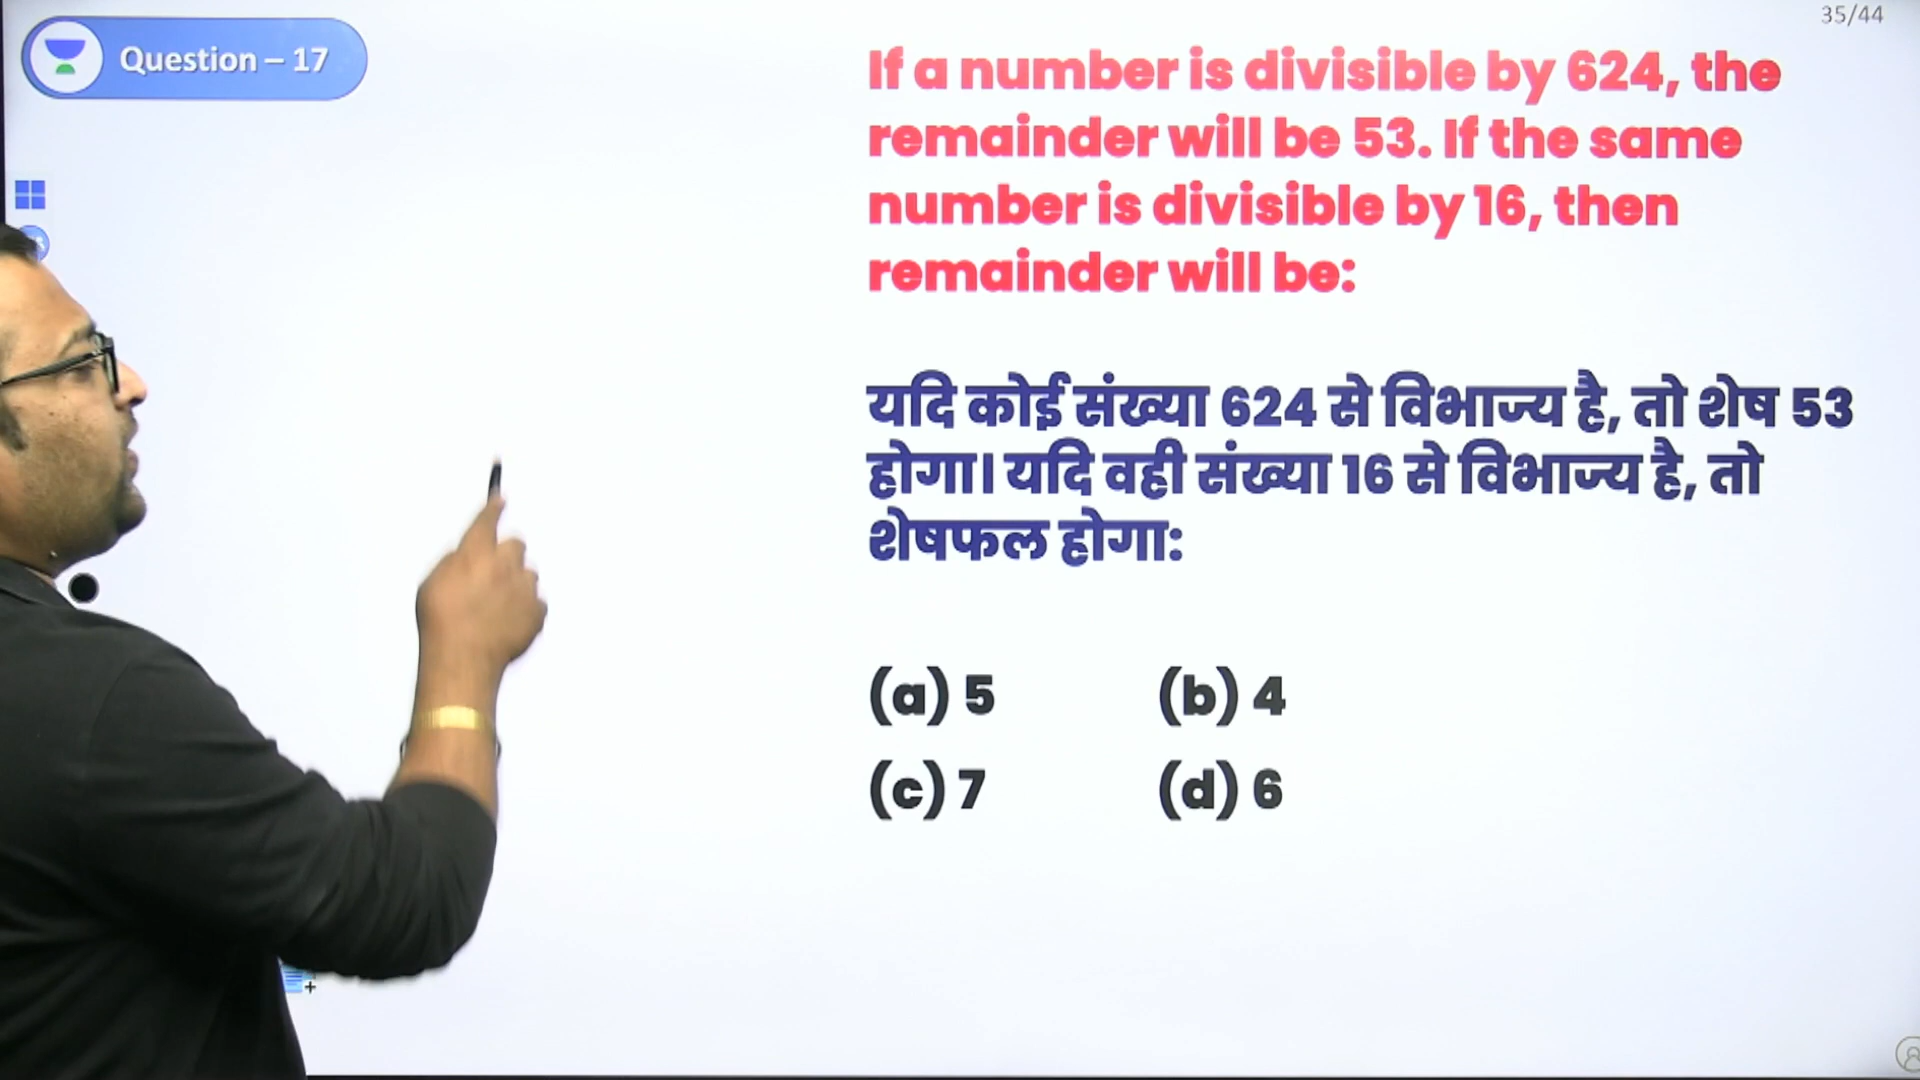 35/44
Question – 17
If a number is divisible by 624, the
remainder will be 53. If the same
number is divisible by 16, then
remainder will be:
यदि कोई संख्या 624 से विभाज्य है, तो शेष 53
होगा। यदि वही संख्या 16 से विभाज्य है, तो
शेषफल होगा:
(a) 5 (b) 4
(c) 7 (d) 6